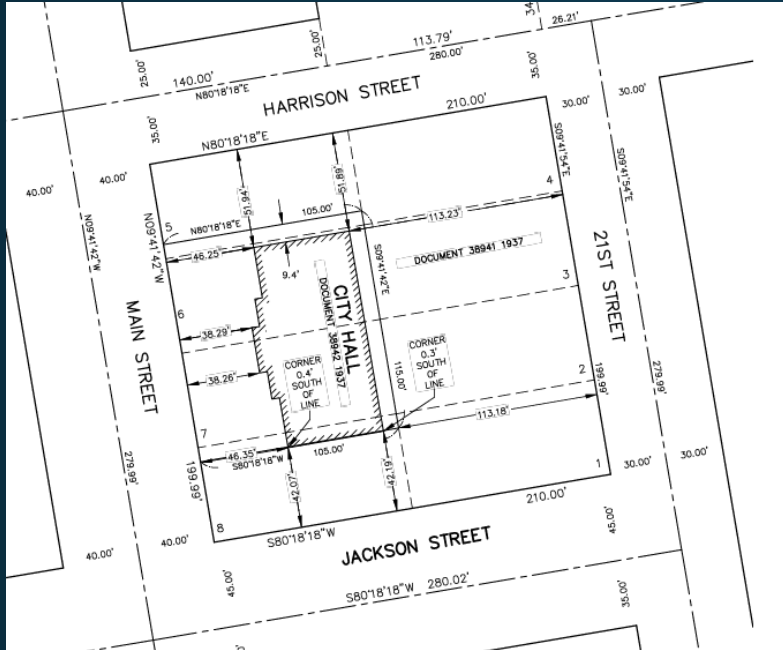 34
26.21'
113.79'
280.00'
25.00'
25.00'
140.00'
N80°18'18"E
HARRISON STREET
35.00'
210.00'
30.00'
30.00'
35.00'
N80°18'18"E
40.00'
40.00'
51.94'
51.89'
S09°41'54"E
S09°41'54"E
4
5
N80°18'18"E
105.00'
113.23'
N09°41'42"W
N09°41'42"W
46.25'
S09°41'42"E
DOCUMENT 38941 1937
21ST STREET
9.4'
3
CITY HALL
DOCUMENT 38942 1937
6
MAIN STREET
38.29'
CORNER
0.3'
SOUTH
OF
LINE
CORNER
0.4'
SOUTH
OF
LINE
38.26'
115.00'
2
199.99'
279.99'
113.18'
7
46.35'
S80°18'18"W
105.00'
279.99'
199.99'
42.07'
42.19'
1
30.00'
30.00'
210.00'
8
S80°18'18"W
40.00'
40.00'
JACKSON STREET
45.00'
45.00'
S80°18'18"W 280.02'
35.00'